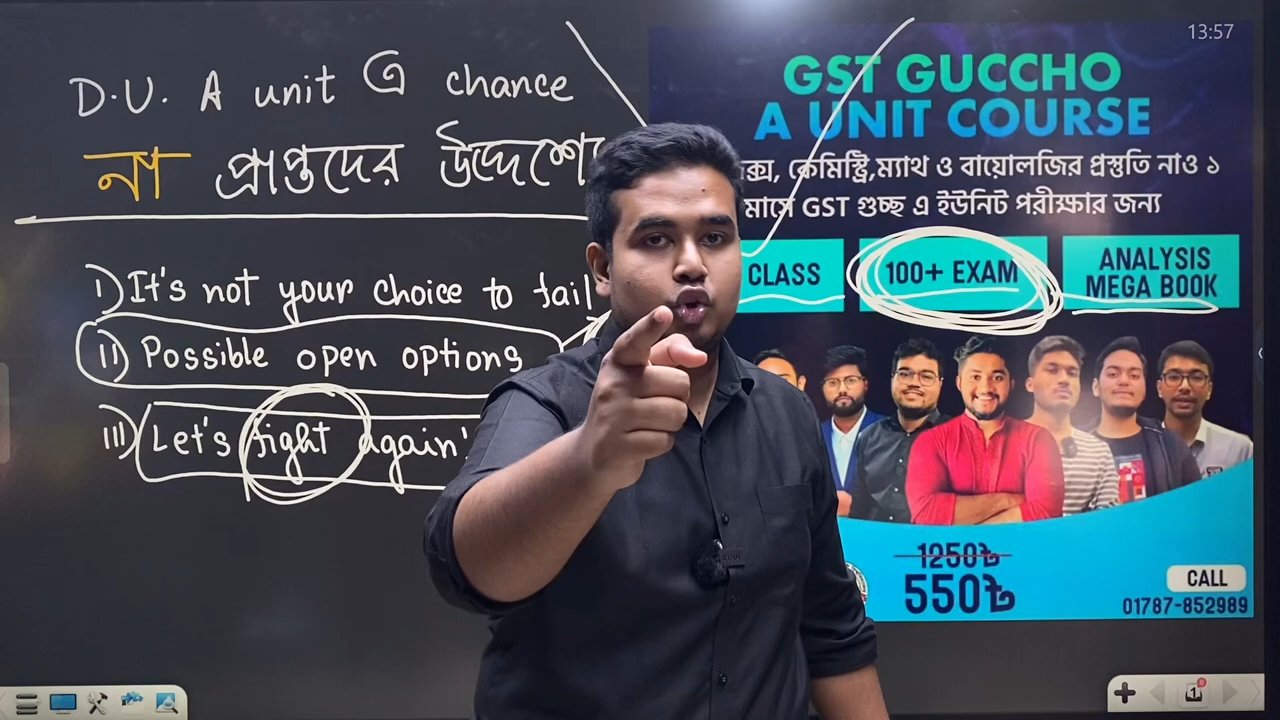 D.U. A unit এ chance
না প্রাপ্তদের উদ্দেশ্যে
i) It's not your choice to fail!
ii) Possible open options
iii) Let's fight again!
13:57
GST GUCCHO
A UNIT COURSE
কেমিস্ট্রি,ম্যাথ ও বায়োলজির প্রস্ততি নাও ১
মাসে GST গুচ্ছ এ ইউনিট পরীক্ষার জন্য
CLASS
100+ EXAM
ANALYSIS
MEGA BOOK
1250৳
550৳
CALL
01787-852989
1